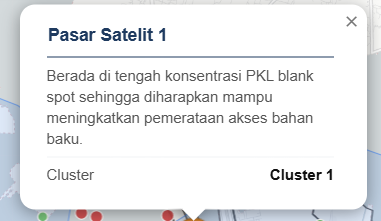 Pasar Satelit 1
Berada di tengah konsentrasi PKL blank
spot sehingga diharapkan mampu
meningkatkan pemerataan akses bahan
baku.
Cluster Cluster 1